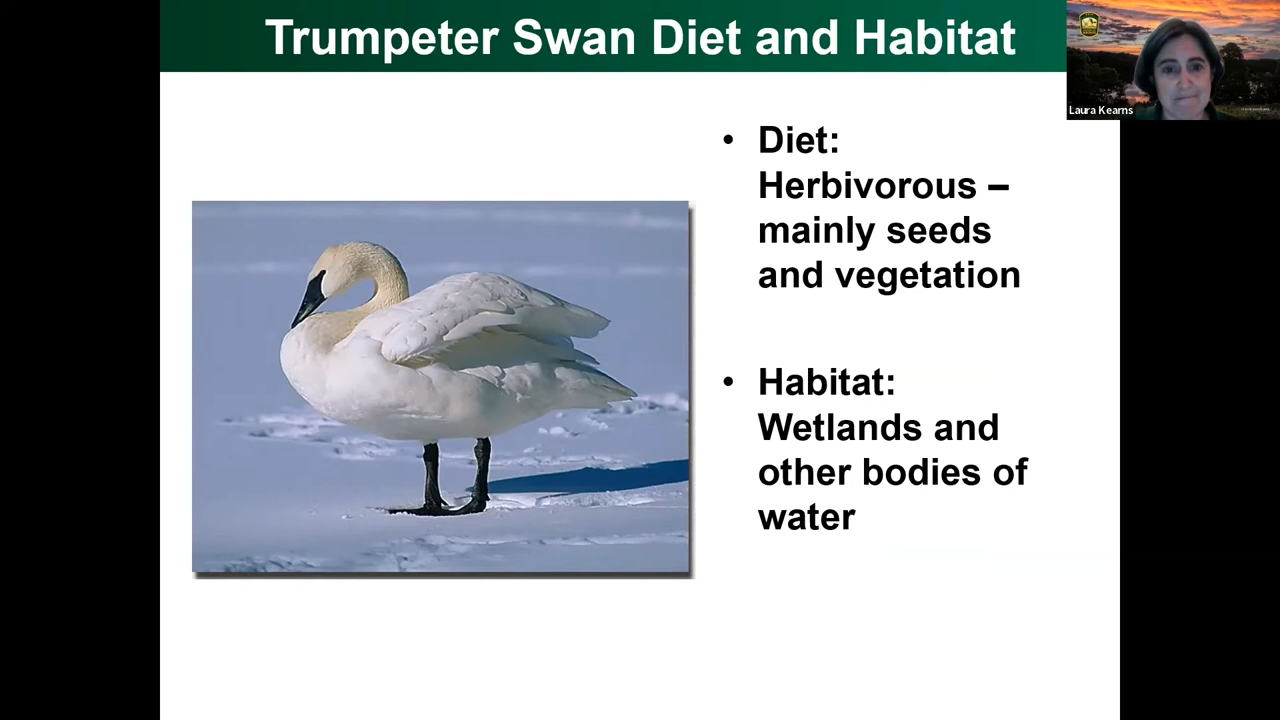 Trumpeter Swan Diet and Habitat
Laura Kearns
• Diet:
Herbivorous –
mainly seeds
and vegetation
• Habitat:
Wetlands and
other bodies of
water